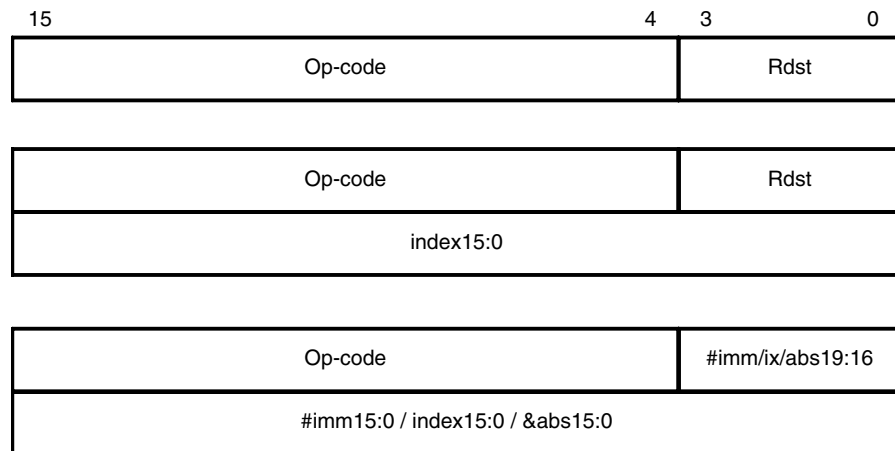 15 4 3 0
Op-code Rdst
Op-code Rdst
index15:0
Op-code #imm/ix/abs19:16
#imm15:0 / index15:0 / &abs15:0